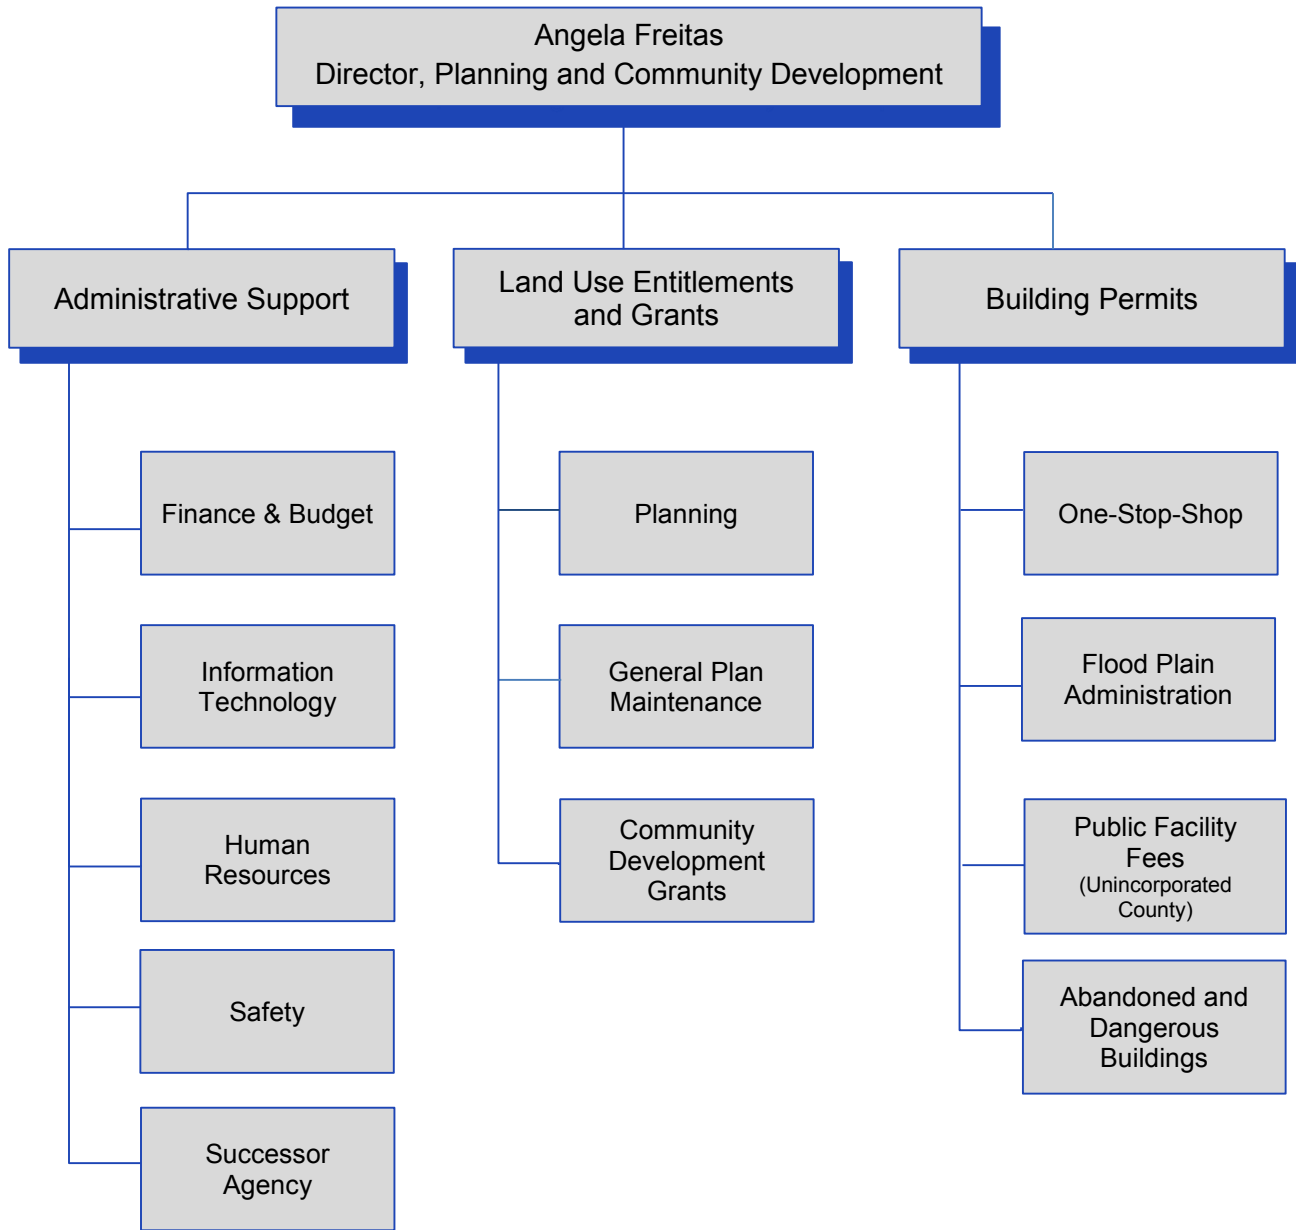 Angela Freitas
Director, Planning and Community Development
Administrative Support
Land Use Entitlements
and Grants
Building Permits
Finance & Budget
Information
Technology
Human
Resources
Safety
Successor
Agency
Planning
General Plan
Maintenance
Community
Development
Grants
One-Stop-Shop
Flood Plain
Administration
Public Facility
Fees
(Unincorporated
County)
Abandoned and
Dangerous
Buildings